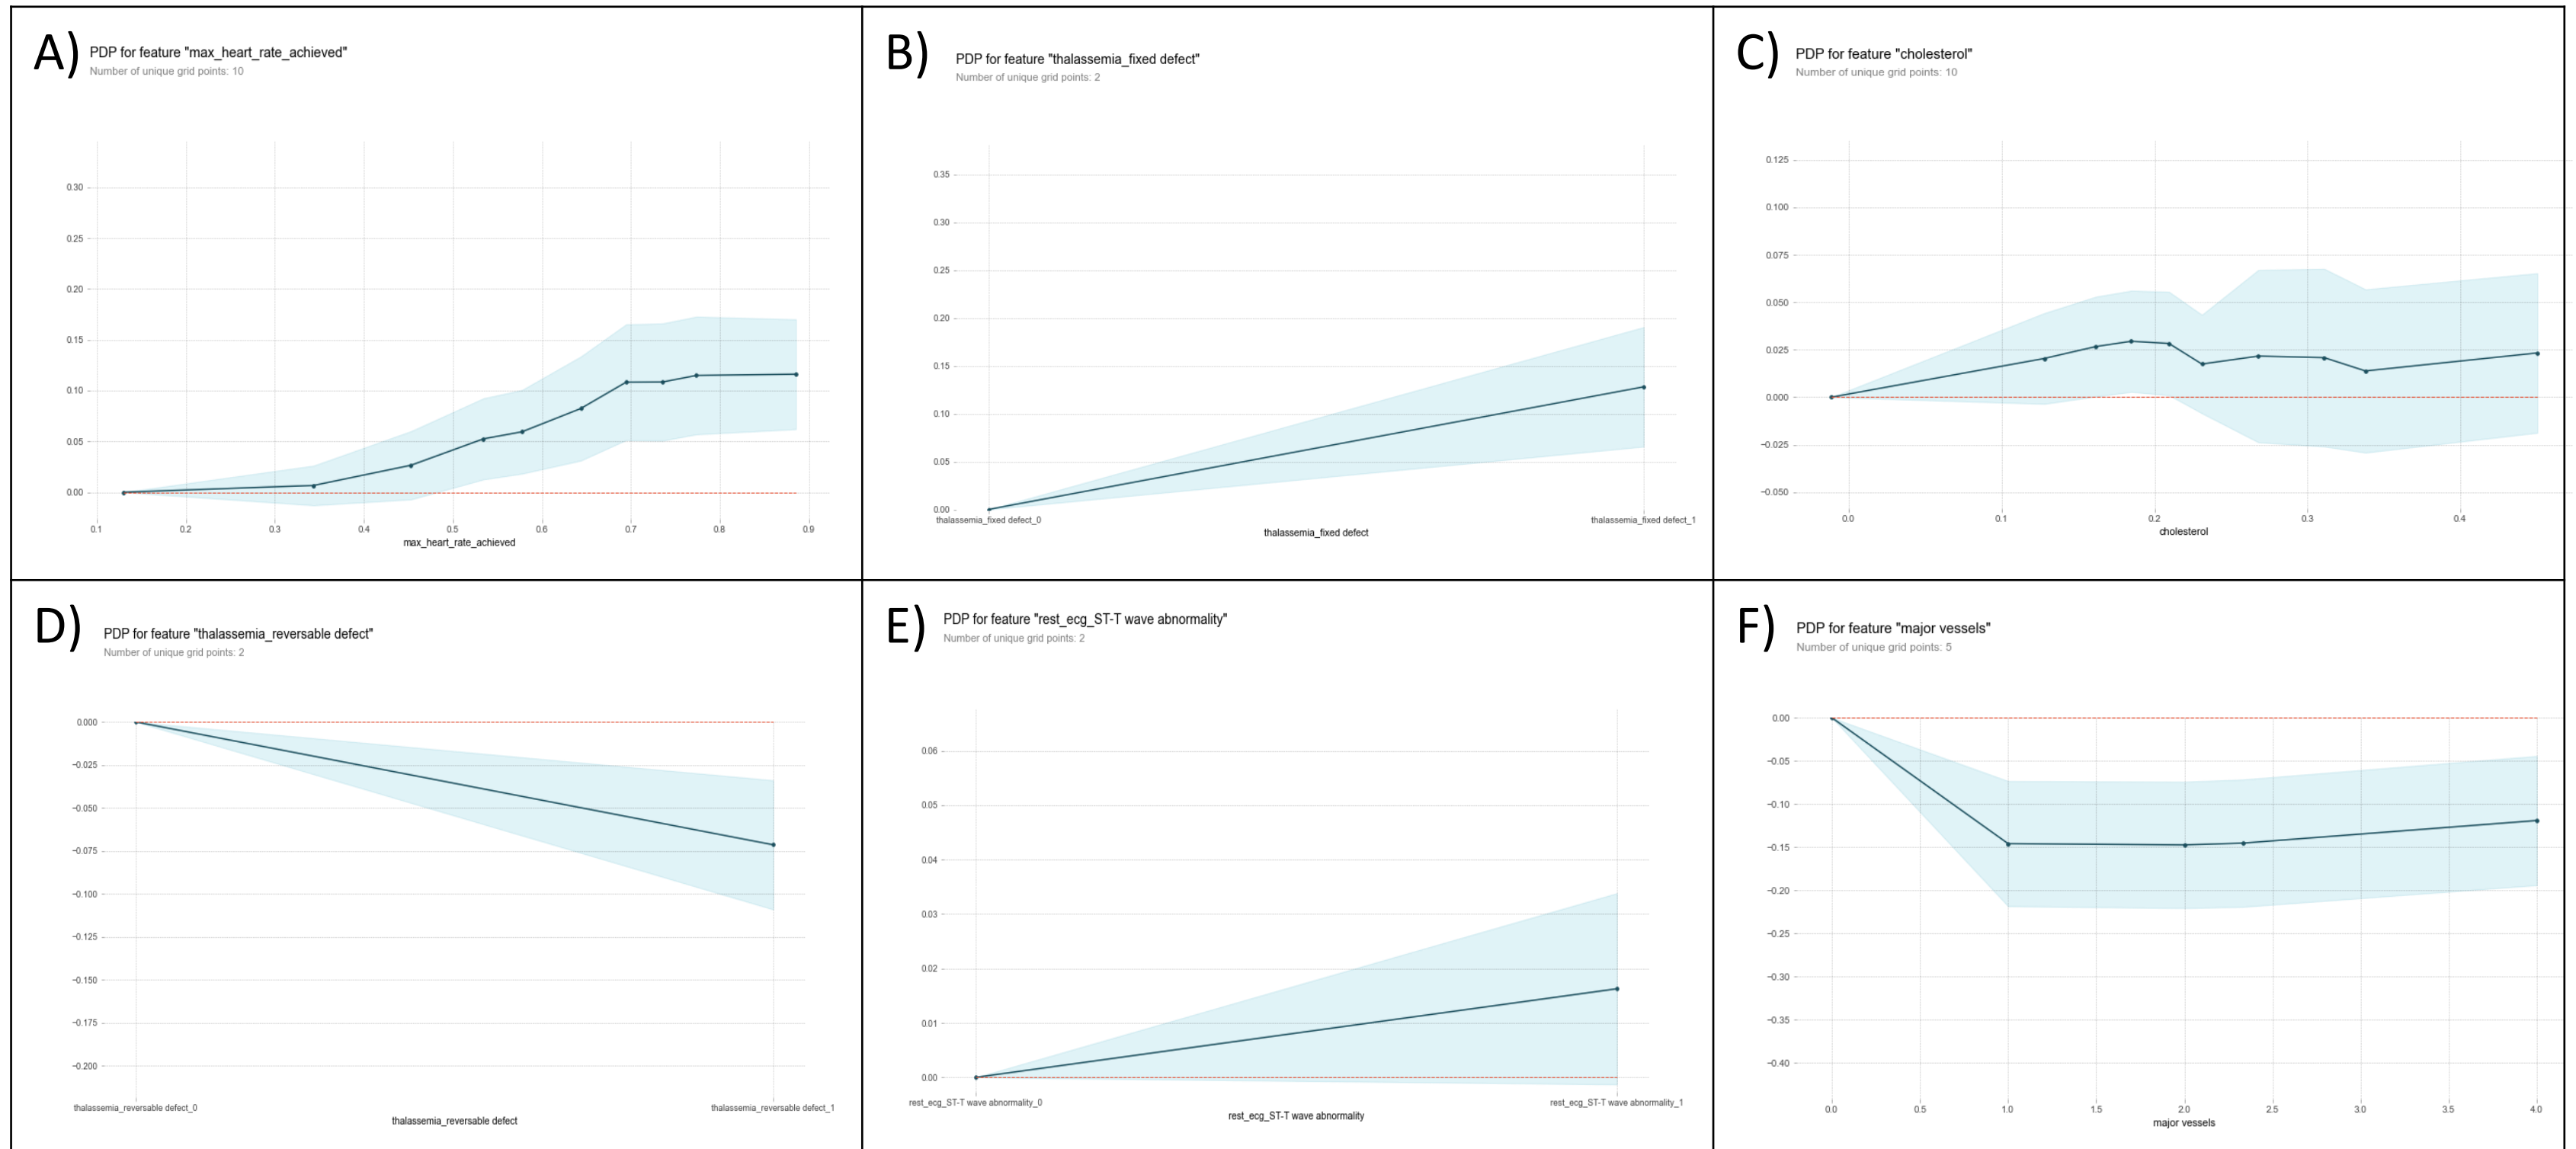 A) PDP for feature "max_heart_rate_achieved"
Number of unique grid points: 10
0.30
0.25
0.20
0.15
0.10
0.05
0.00
0.1 0.2 0.3 0.4 0.5 0.6 0.7 0.8 0.9
max_heart_rate_achieved
B) PDP for feature "thalassemia_fixed defect"
Number of unique grid points: 2
0.35
0.30
0.25
0.20
0.15
0.10
0.05
0.00
thalassemia_fixed defect_0 thalassemia_fixed defect_1
thalassemia_fixed defect
C) PDP for feature "cholesterol"
Number of unique grid points: 10
0.125
0.100
0.075
0.050
0.025
0.000
−0.025
−0.050
0.0 0.1 0.2 0.3 0.4
cholesterol
D) PDP for feature "thalassemia_reversable defect"
Number of unique grid points: 2
0.000
−0.025
−0.050
−0.075
−0.100
−0.125
−0.150
−0.175
−0.200
thalassemia_reversable defect_0 thalassemia_reversable defect_1
thalassemia_reversable defect
E) PDP for feature "rest_ecg_ST-T wave abnormality"
Number of unique grid points: 2
0.06
0.05
0.04
0.03
0.02
0.01
0.00
rest_ecg_ST-T wave abnormality_0 rest_ecg_ST-T wave abnormality_1
rest_ecg_ST-T wave abnormality
F) PDP for feature "major vessels"
Number of unique grid points: 5
0.00
−0.05
−0.10
−0.15
−0.20
−0.25
−0.30
−0.35
−0.40
0.0 0.5 1.0 1.5 2.0 2.5 3.0 3.5 4.0
major vessels